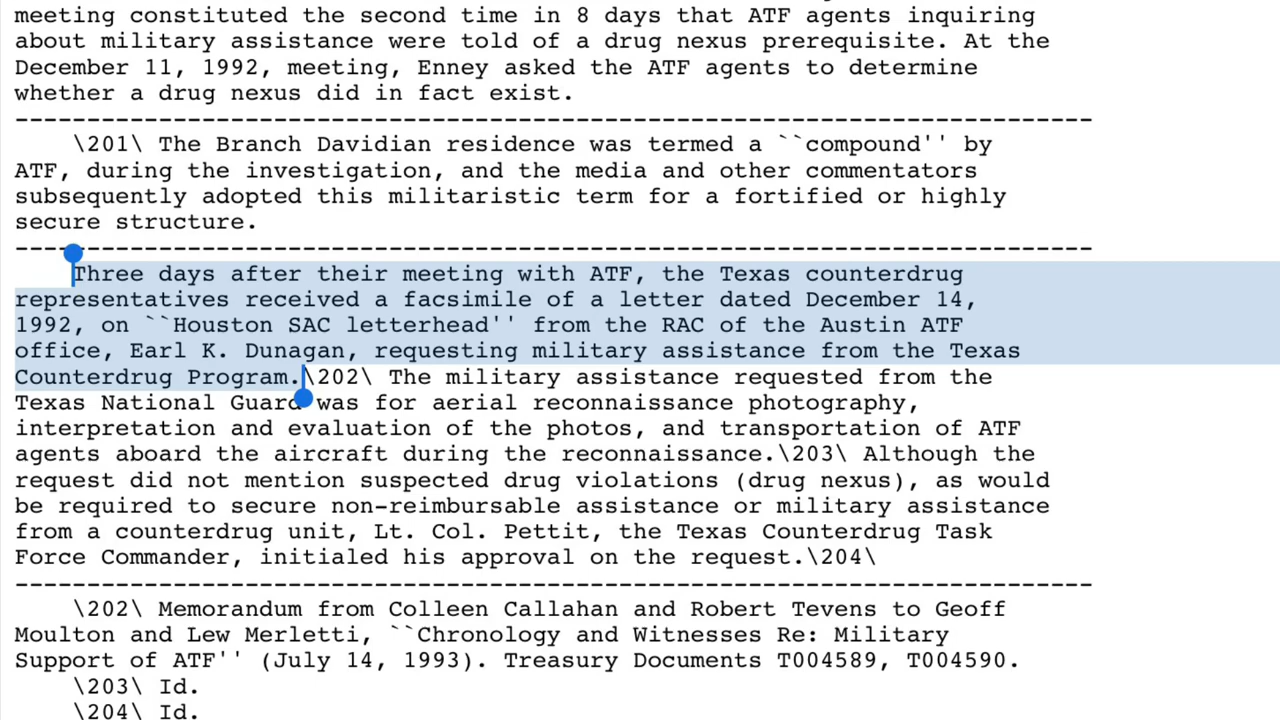 meeting constituted the second time in 8 days that ATF agents inquiring
about military assistance were told of a drug nexus prerequisite. At the
December 11, 1992, meeting, Enney asked the ATF agents to determine
whether a drug nexus did in fact exist.
---------------------------------------------------------------------------
\201\ The Branch Davidian residence was termed a ``compound'' by
ATF, during the investigation, and the media and other commentators
subsequently adopted this militaristic term for a fortified or highly
secure structure.
---------------------------------------------------------------------------
Three days after their meeting with ATF, the Texas counterdrug
representatives received a facsimile of a letter dated December 14,
1992, on ``Houston SAC letterhead'' from the RAC of the Austin ATF
office, Earl K. Dunagan, requesting military assistance from the Texas
Counterdrug Program.\202\ The military assistance requested from the
Texas National Guard was for aerial reconnaissance photography,
interpretation and evaluation of the photos, and transportation of ATF
agents aboard the aircraft during the reconnaissance.\203\ Although the
request did not mention suspected drug violations (drug nexus), as would
be required to secure non-reimbursable assistance or military assistance
from a counterdrug unit, Lt. Col. Pettit, the Texas Counterdrug Task
Force Commander, initialed his approval on the request.\204\
---------------------------------------------------------------------------
\202\ Memorandum from Colleen Callahan and Robert Tevens to Geoff
Moulton and Lew Merletti, ``Chronology and Witnesses Re: Military
Support of ATF'' (July 14, 1993). Treasury Documents T004589, T004590.
\203\ Id.
\204\ Id.